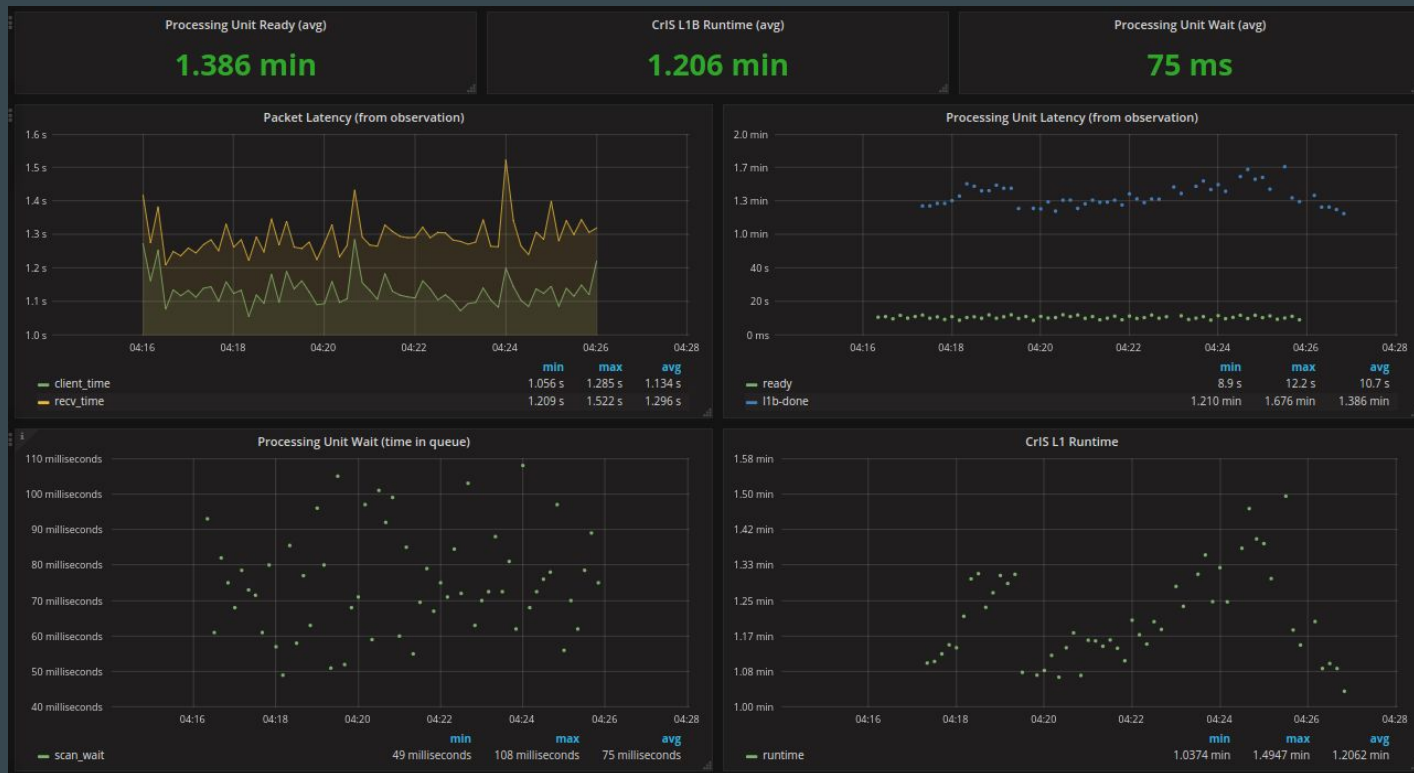 Processing Unit Ready (avg)
1.386 min
CrIS L1B Runtime (avg)
1.206 min
Processing Unit Wait (avg)
75 ms
Packet Latency (from observation)
1.6 s
1.5 s
1.4 s
1.3 s
1.2 s
1.1 s
1.0 s
04:16 04:18 04:20 04:22 04:24 04:26 04:28
min max avg
client_time 1.056 s 1.285 s 1.134 s
recv_time 1.209 s 1.522 s 1.296 s
Processing Unit Latency (from observation)
2.0 min
1.7 min
1.3 min
1.0 min
40 s
20 s
0 ms
04:16 04:18 04:20 04:22 04:24 04:26 04:28
min max avg
ready 8.9 s 12.2 s 10.7 s
l1b-done 1.210 min 1.676 min 1.386 min
i
Processing Unit Wait (time in queue)
110 milliseconds
100 milliseconds
90 milliseconds
80 milliseconds
70 milliseconds
60 milliseconds
50 milliseconds
40 milliseconds
04:16 04:18 04:20 04:22 04:24 04:26 04:28
min max avg
scan_wait 49 milliseconds 108 milliseconds 75 milliseconds
CrIS L1 Runtime
1.58 min
1.50 min
1.42 min
1.33 min
1.25 min
1.17 min
1.08 min
1.00 min
04:16 04:18 04:20 04:22 04:24 04:26 04:28
min max avg
runtime 1.0374 min 1.4947 min 1.2062 min